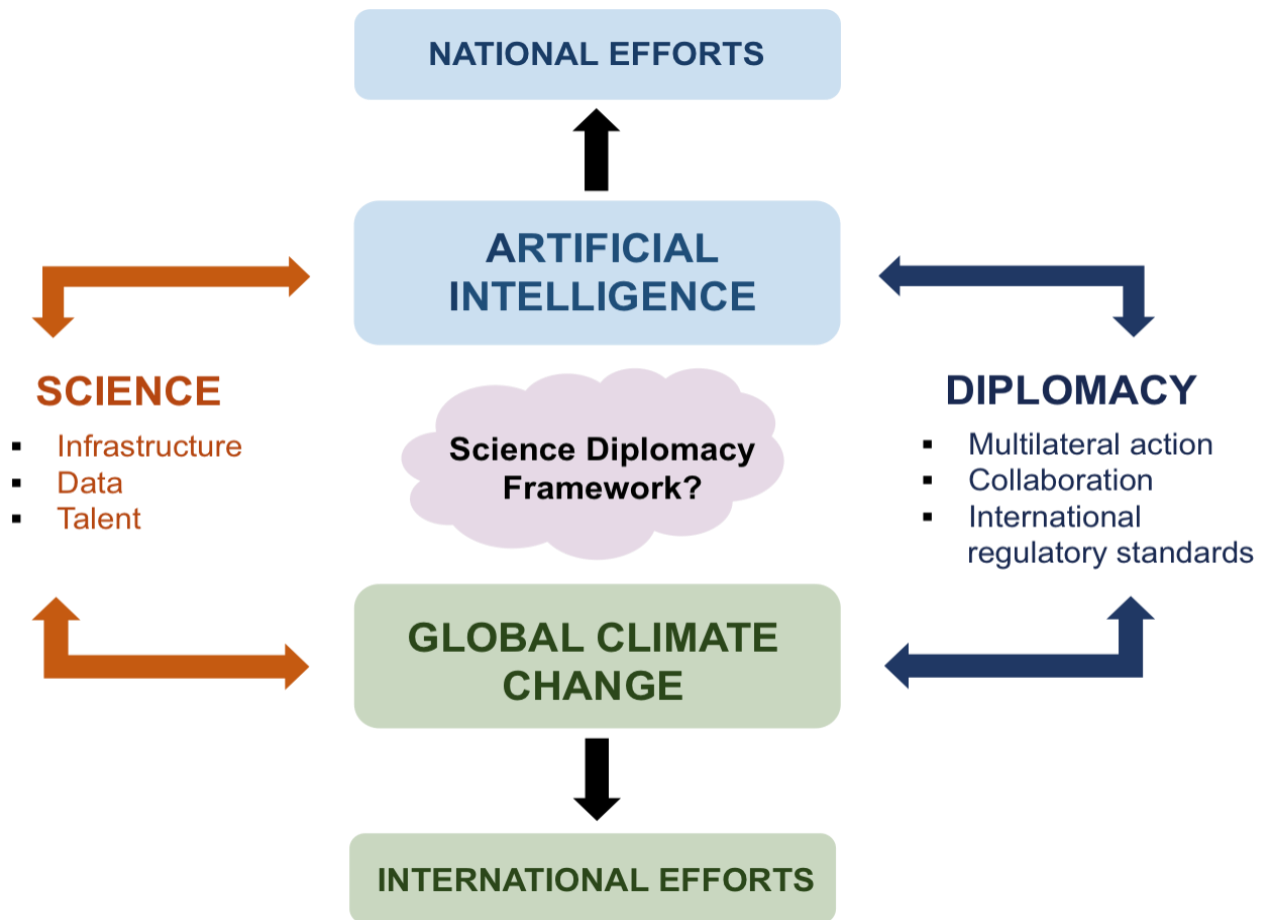 NATIONAL EFFORTS
ARTIFICIAL
INTELLIGENCE
SCIENCE
▪ Infrastructure
▪ Data
▪ Talent
Science Diplomacy
Framework?
DIPLOMACY
▪ Multilateral action
▪ Collaboration
▪ International
regulatory standards
GLOBAL CLIMATE
CHANGE
INTERNATIONAL EFFORTS